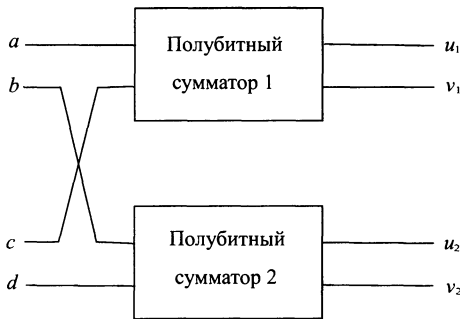 a
b
c
d
Полубитный
сумматор 1
Полубитный
сумматор 2
u₁
v₁
u₂
v₂